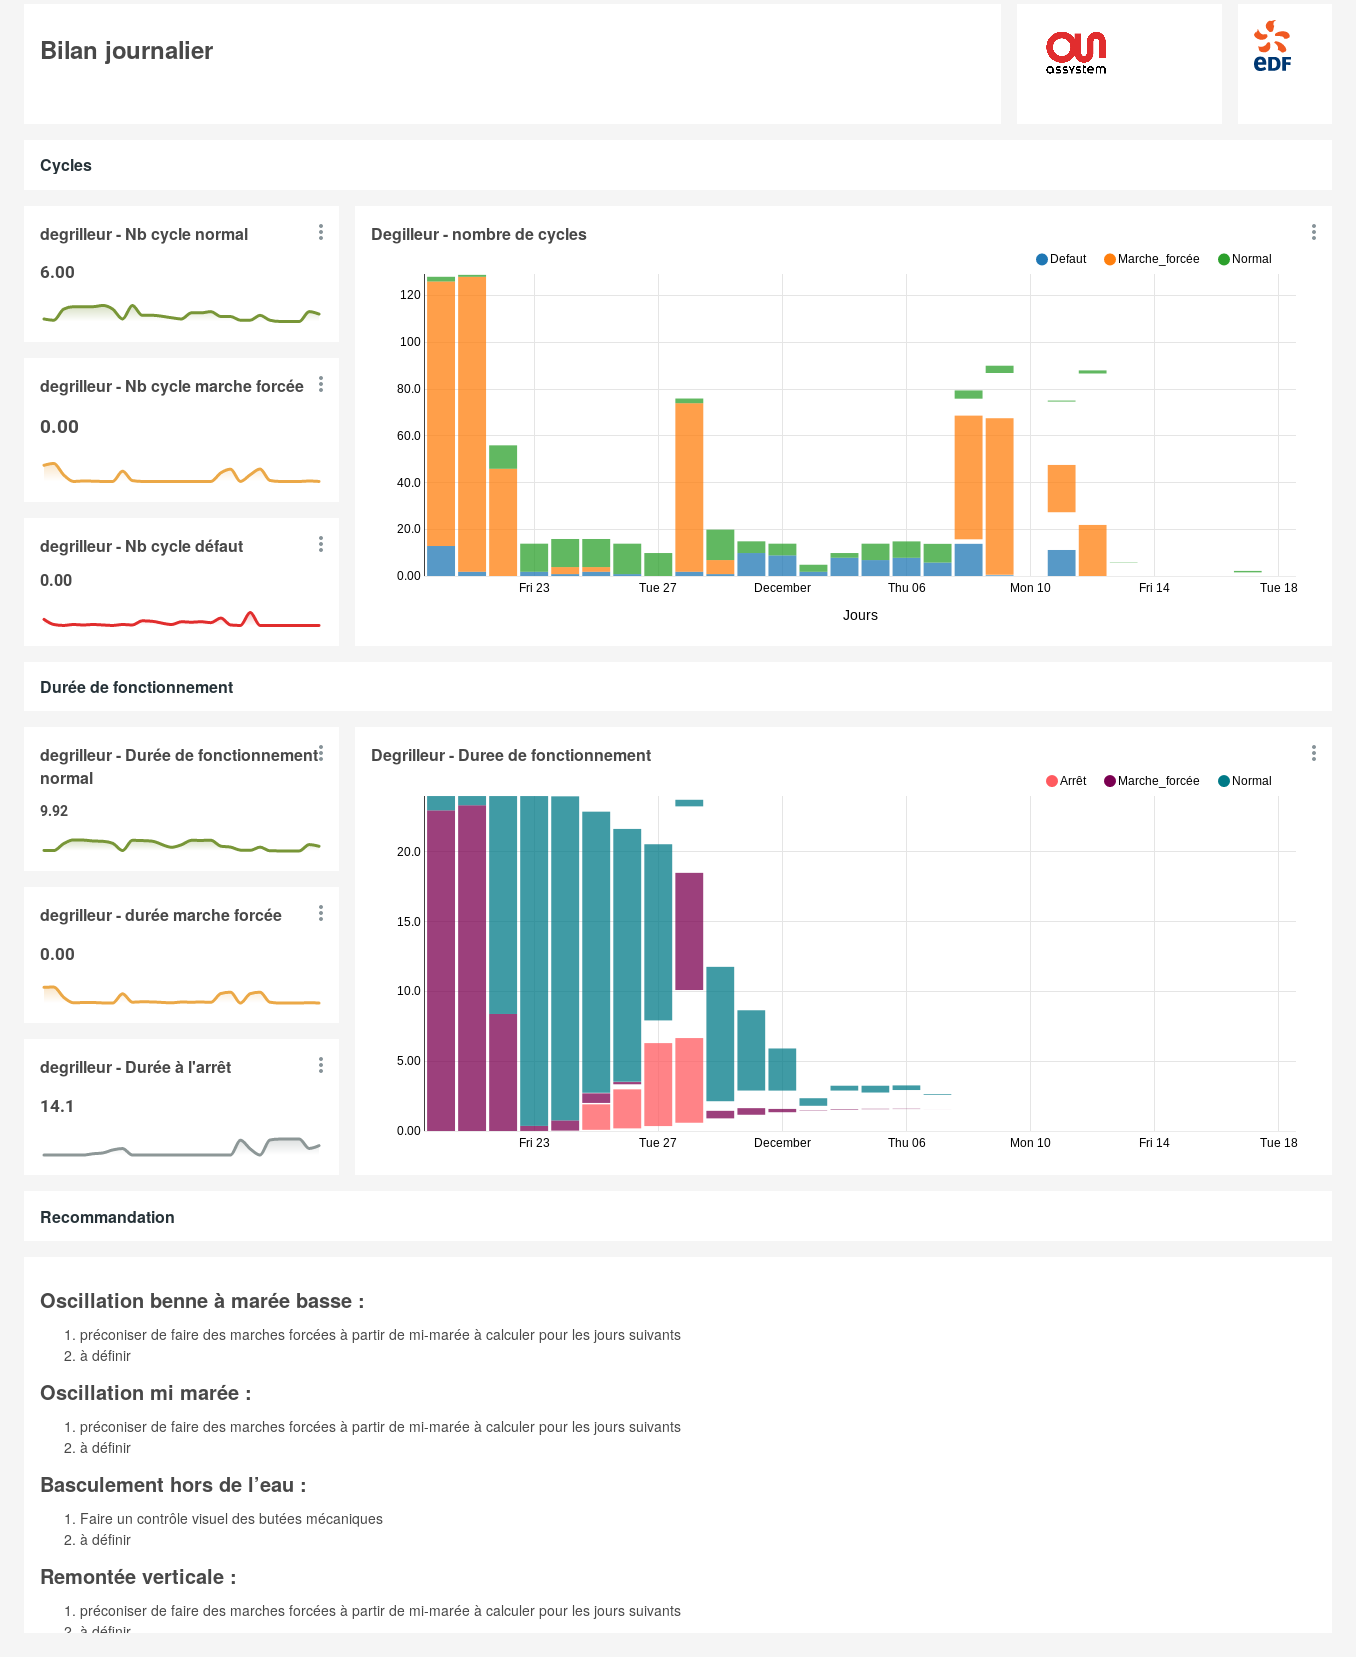 Bilan journalier
assystem
eDF
Cycles
degrilleur - Nb cycle normal
6.00
degrilleur - Nb cycle marche forcée
0.00
degrilleur - Nb cycle défaut
0.00
Degilleur - nombre de cycles
Defaut Marche_forcée Normal
120
100
80.0
60.0
40.0
20.0
0.00
Fri 23 Tue 27 December Thu 06 Mon 10 Fri 14 Tue 18
Jours
Durée de fonctionnement
degrilleur - Durée de fonctionnement
normal
9.92
degrilleur - durée marche forcée
0.00
degrilleur - Durée à l'arrêt
14.1
Degrilleur - Duree de fonctionnement
Arrêt Marche_forcée Normal
20.0
15.0
10.0
5.00
0.00
Fri 23 Tue 27 December Thu 06 Mon 10 Fri 14 Tue 18
Recommandation
Oscillation benne à marée basse :
1. préconiser de faire des marches forcées à partir de mi-marée à calculer pour les jours suivants
2. à définir
Oscillation mi marée :
1. préconiser de faire des marches forcées à partir de mi-marée à calculer pour les jours suivants
2. à définir
Basculement hors de l’eau :
1. Faire un contrôle visuel des butées mécaniques
2. à définir
Remontée verticale :
1. préconiser de faire des marches forcées à partir de mi-marée à calculer pour les jours suivants
2. à définir